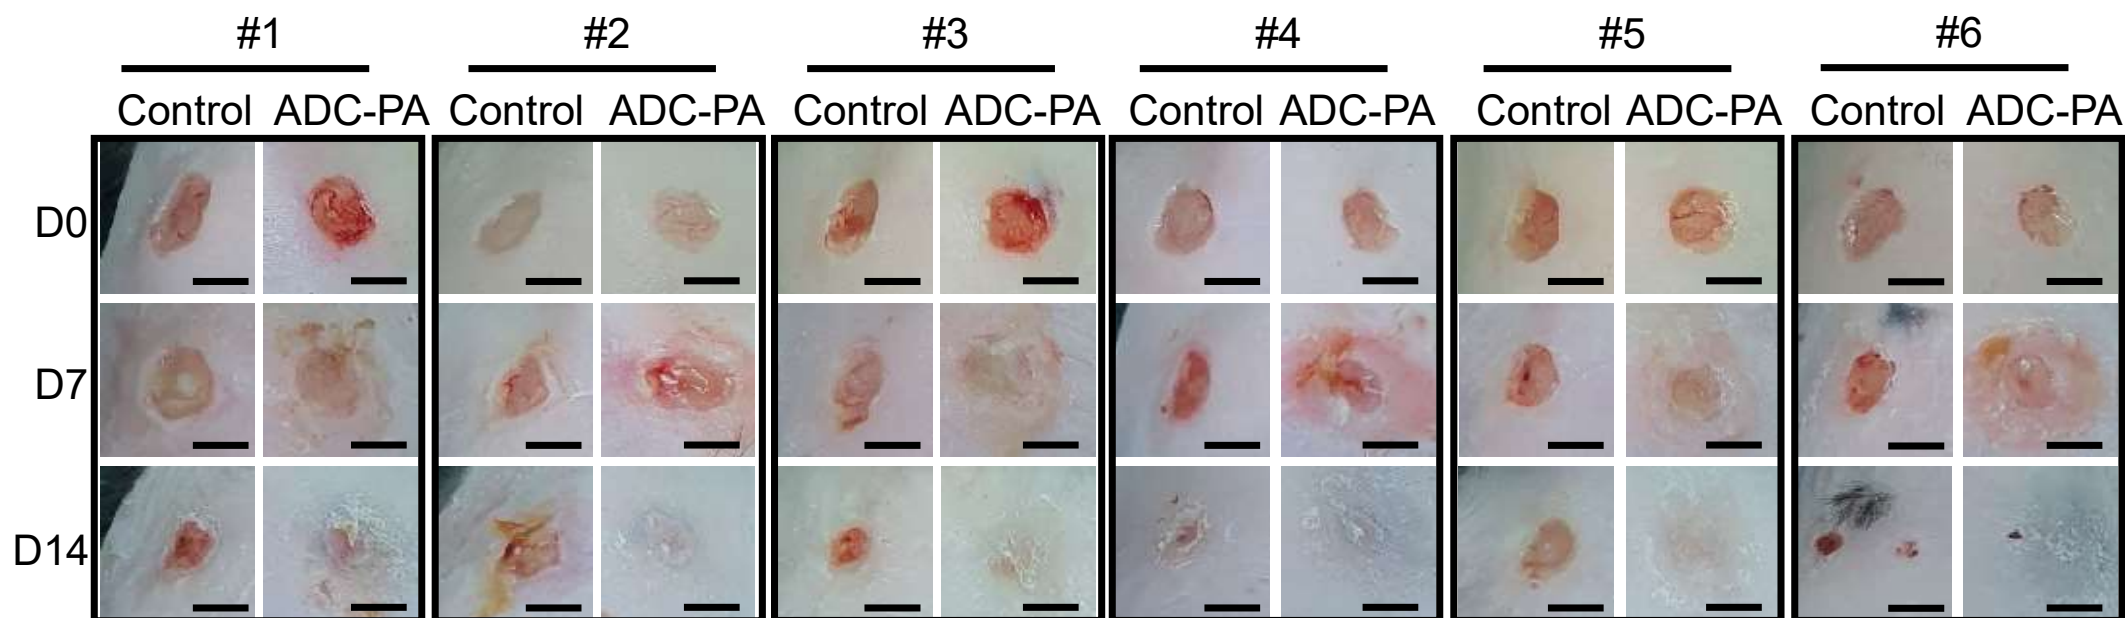 #1 #2 #3 #4 #5 #6
Control ADC-PA Control ADC-PA Control ADC-PA Control ADC-PA Control ADC-PA Control ADC-PA
D0
D7
D14